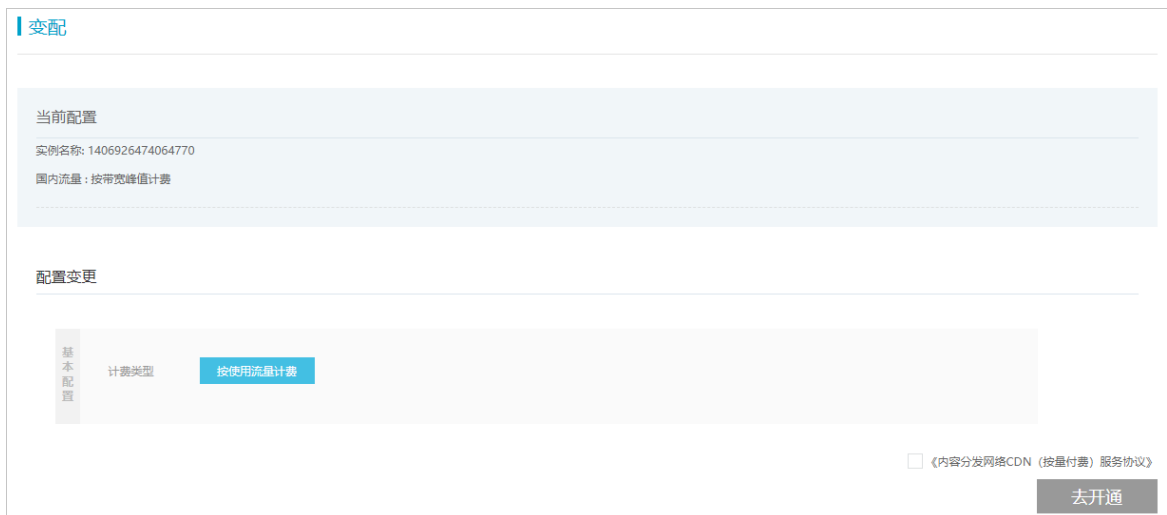 变配
当前配置
实例名称: 1406926474064770
国内流量 : 按带宽峰值计费
配置变更
基本配置
计费类型
按使用流量计费
《内容分发网络CDN（按量付费）服务协议》
去开通